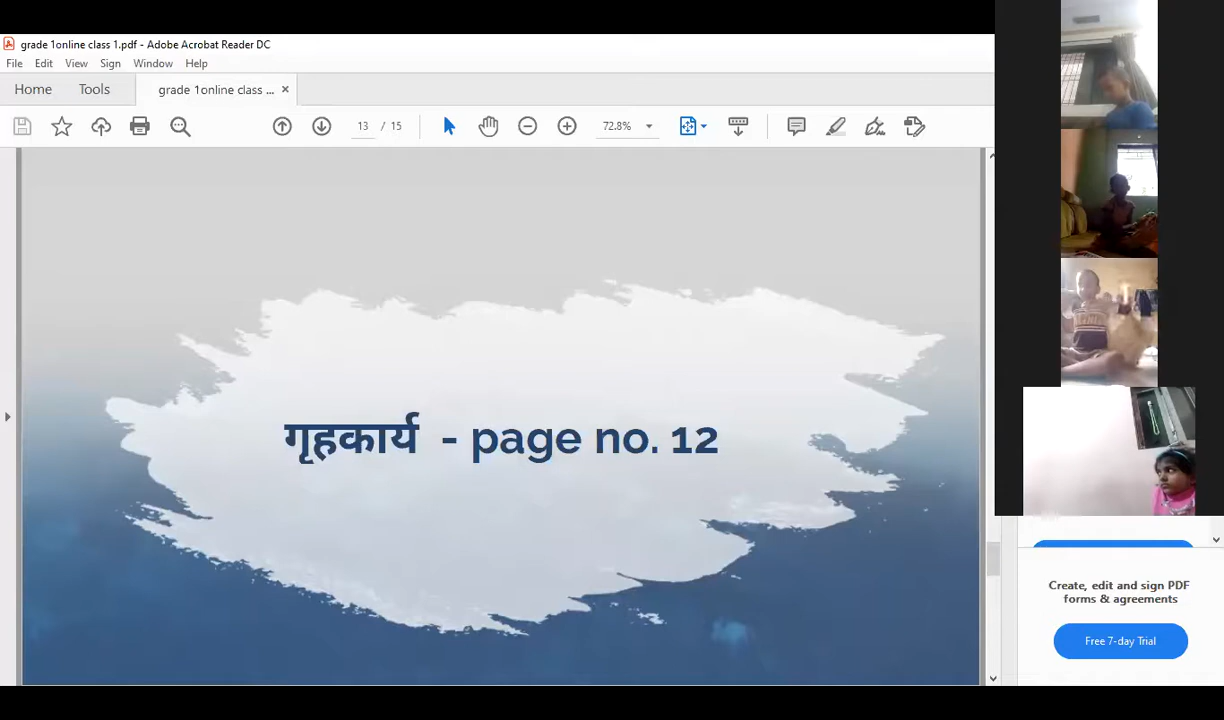 grade 1online class 1.pdf - Adobe Acrobat Reader DC
File Edit View Sign Window Help
Home Tools grade 1online class ... ×
13 / 15 72.8%
गृहकार्य - page no. 12
Create, edit and sign PDF
forms & agreements
Free 7-day Trial